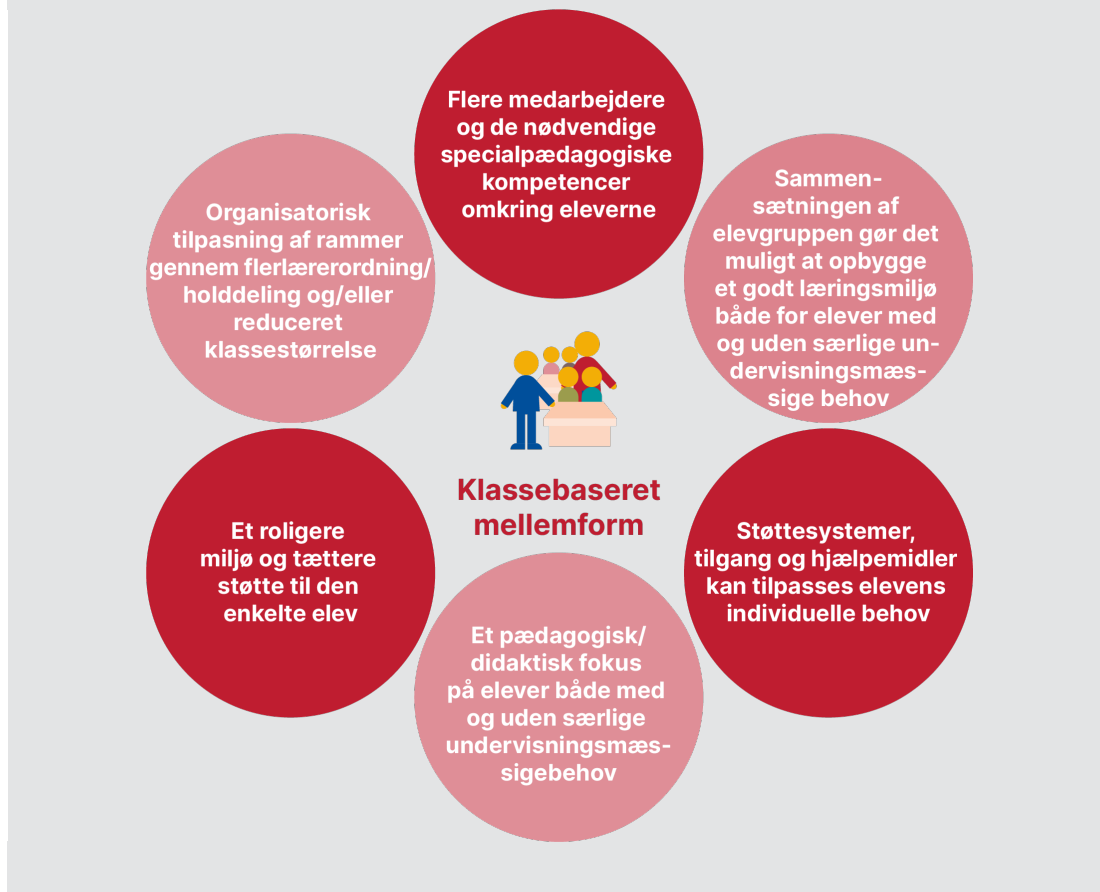 Flere medarbejdere
og de nødvendige
specialpædagogiske
kompetencer
omkring eleverne
Sammen-
sætningen af
elevgruppen gør det
muligt at opbygge
et godt læringsmiljø
både for elever med
og uden særlige un-
dervisningsmæs-
sige behov
Støttesystemer,
tilgang og hjælpemidler
kan tilpasses elevens
individuelle behov
Et pædagogisk/
didaktisk fokus
på elever både med
og uden særlige
undervisningsmæs-
sigebehov
Et roligere
miljø og tættere
støtte til den
enkelte elev
Organisatorisk
tilpasning af rammer
gennem flerlærerordning/
holddeling og/eller
reduceret
klassestørrelse
Klassebaseret
mellemform